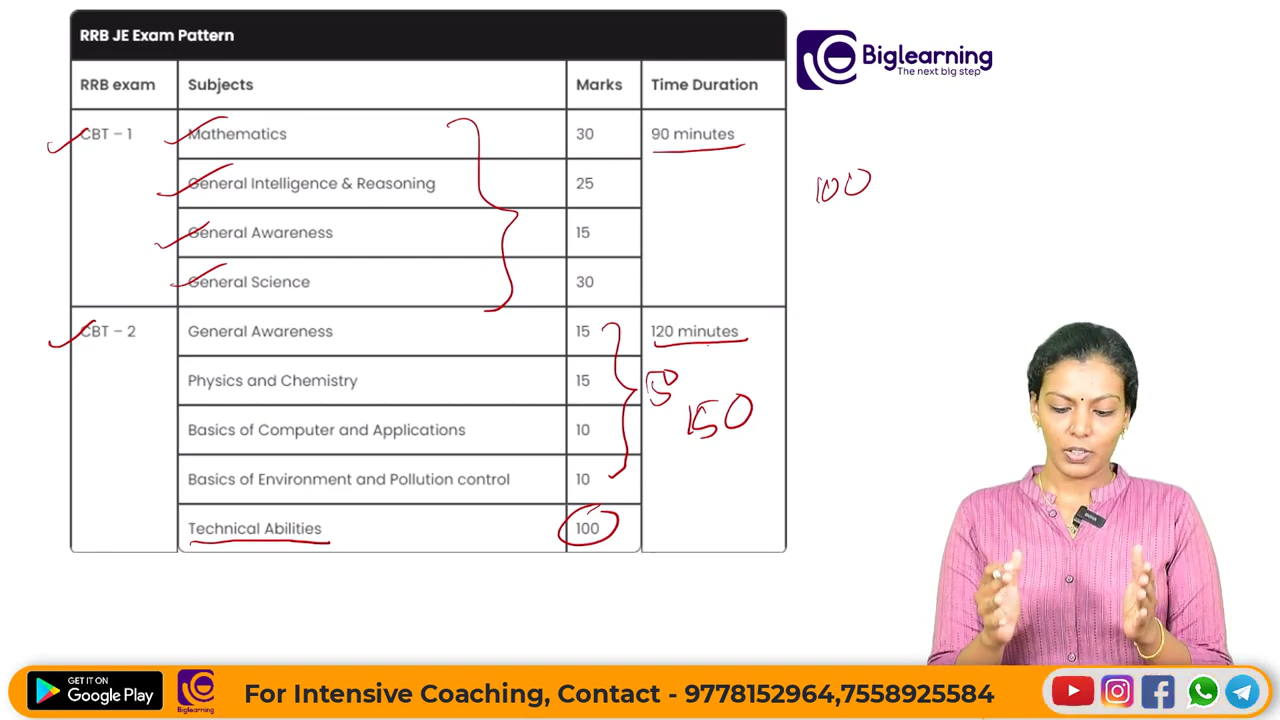 RRB JE Exam Pattern
RRB exam Subjects Marks Time Duration
CBT – 1 Mathematics 30 90 minutes
General Intelligence & Reasoning 25
General Awareness 15
General Science 30
CBT – 2 General Awareness 15 120 minutes
Physics and Chemistry 15
Basics of Computer and Applications 10
Basics of Environment and Pollution control 10
Technical Abilities 100
50
150
100
Biglearning
The next big step
GET IT ON
Google Play
Biglearning
For Intensive Coaching, Contact - 9778152964,7558925584